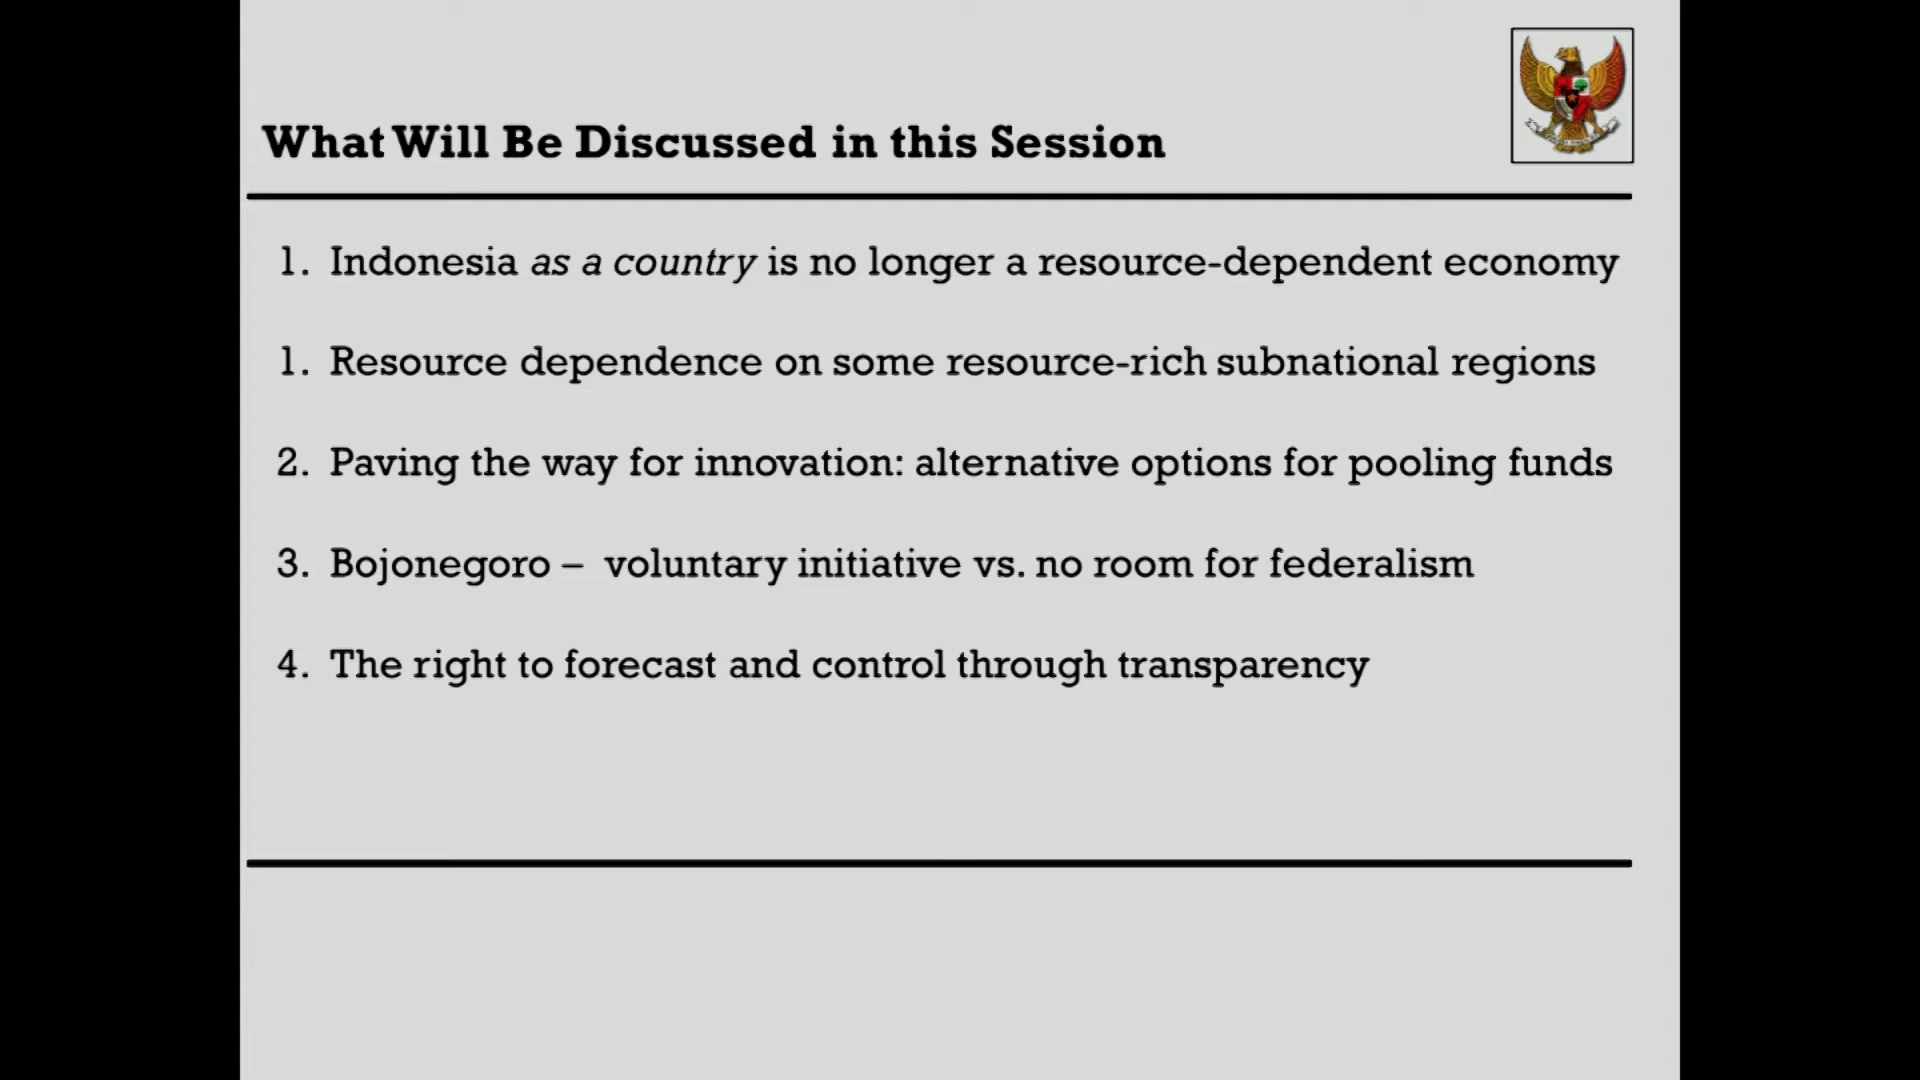 What Will Be Discussed in this Session
1. Indonesia as a country is no longer a resource-dependent economy
1. Resource dependence on some resource-rich subnational regions
2. Paving the way for innovation: alternative options for pooling funds
3. Bojonegoro – voluntary initiative vs. no room for federalism
4. The right to forecast and control through transparency